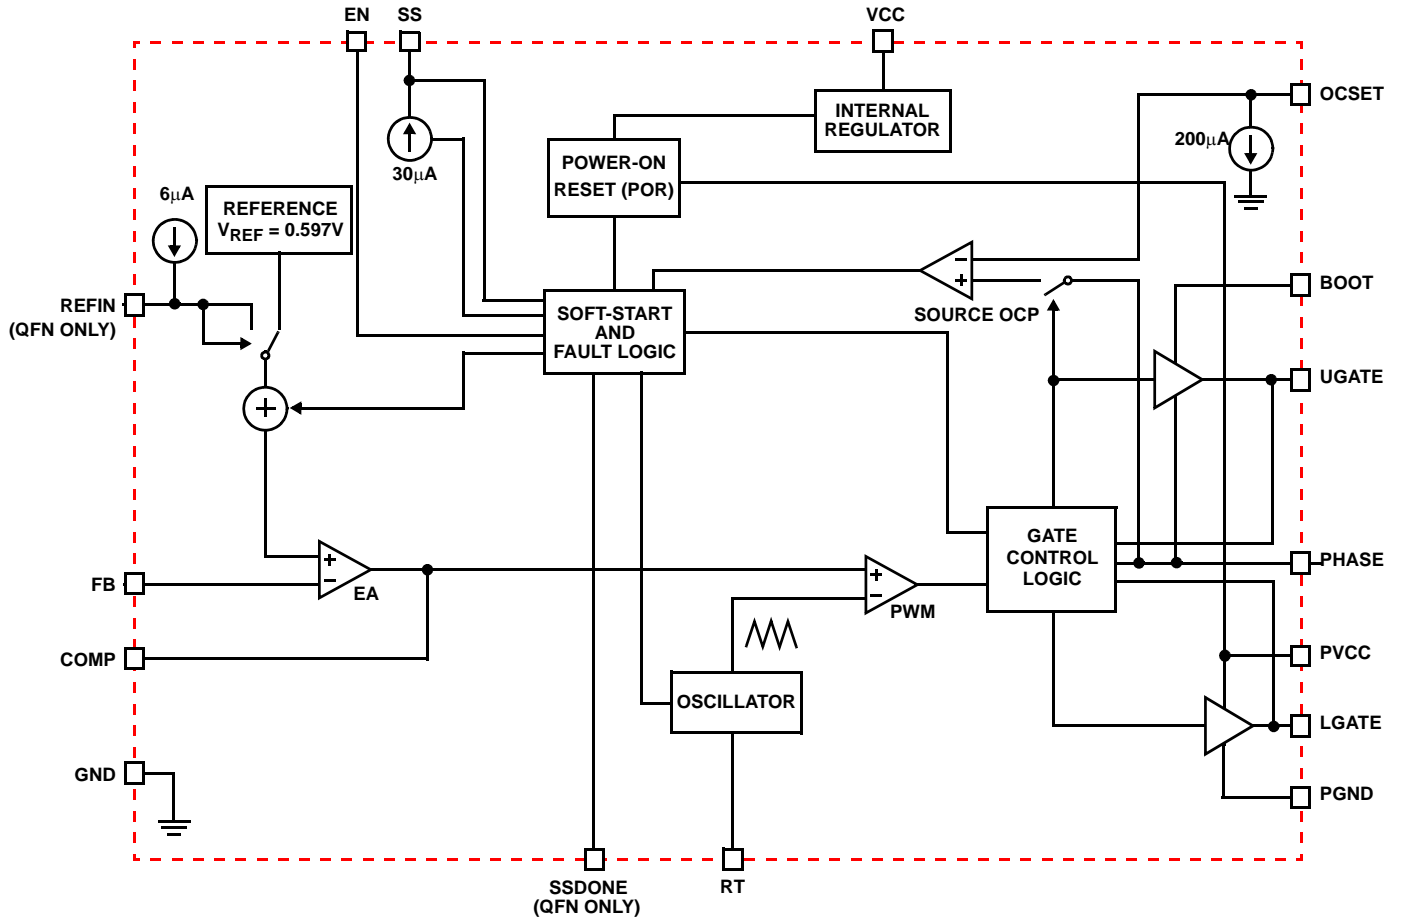 EN
SS
VCC
OCSET
INTERNAL
REGULATOR
200μA
30μA
POWER-ON
RESET (POR)
6μA
REFERENCE
VREF = 0.597V
REFIN
(QFN ONLY)
BOOT
SOURCE OCP
SOFT-START
AND
FAULT LOGIC
UGATE
GATE
CONTROL
LOGIC
PHASE
FB
EA
PWM
COMP
PVCC
OSCILLATOR
LGATE
GND
PGND
SSDONE
(QFN ONLY)
RT